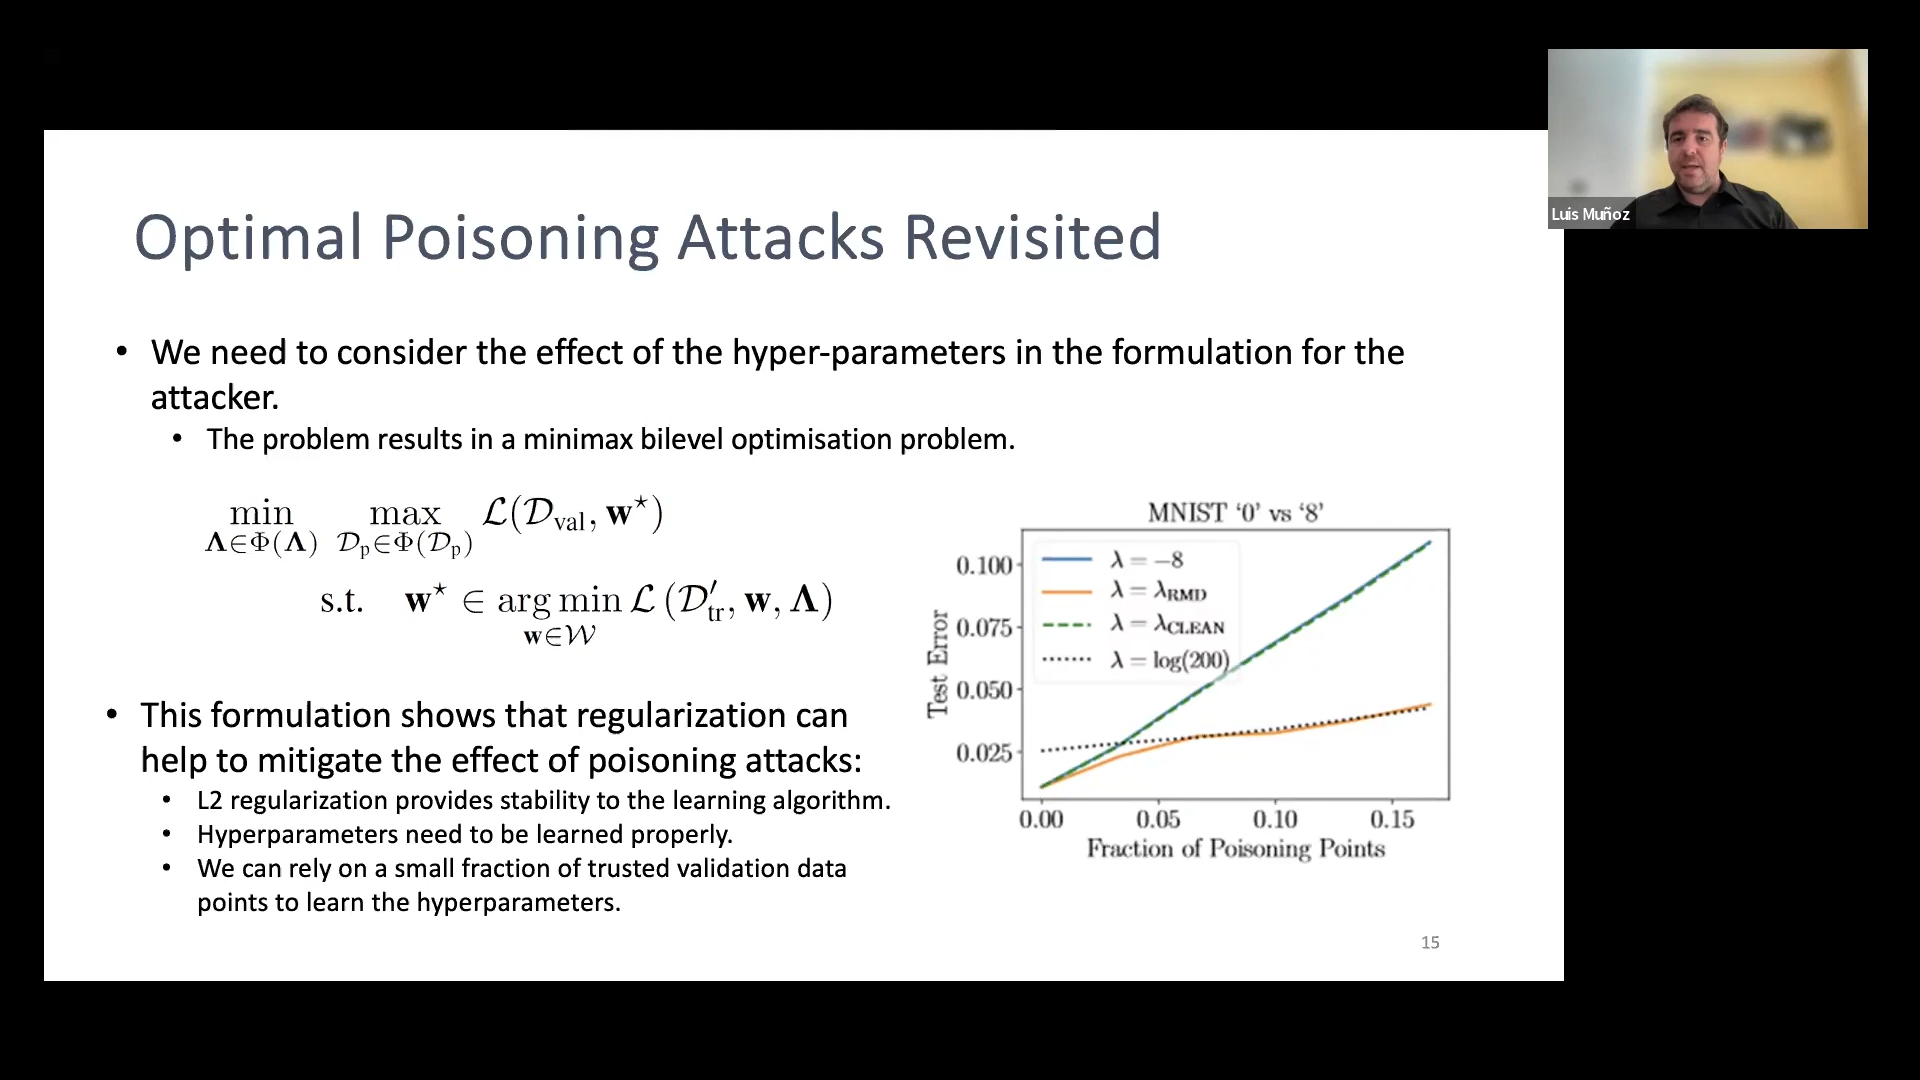 Luis Muñoz
Optimal Poisoning Attacks Revisited
• We need to consider the effect of the hyper-parameters in the formulation for the
attacker.
• The problem results in a minimax bilevel optimisation problem.
min max ℒ(𝒟val, w⋆)
Λ∈Φ(Λ) 𝒟p∈Φ(𝒟p)
s.t. w⋆ ∈ arg min ℒ (𝒟′tr, w, Λ)
w∈𝒲
• This formulation shows that regularization can
help to mitigate the effect of poisoning attacks:
• L2 regularization provides stability to the learning algorithm.
• Hyperparameters need to be learned properly.
• We can rely on a small fraction of trusted validation data
points to learn the hyperparameters.
MNIST ‘0’ vs ‘8’
λ = −8
λ = λRMD
λ = λCLEAN
λ = log(200)
Test Error
0.100
0.075
0.050
0.025
0.00 0.05 0.10 0.15
Fraction of Poisoning Points
15